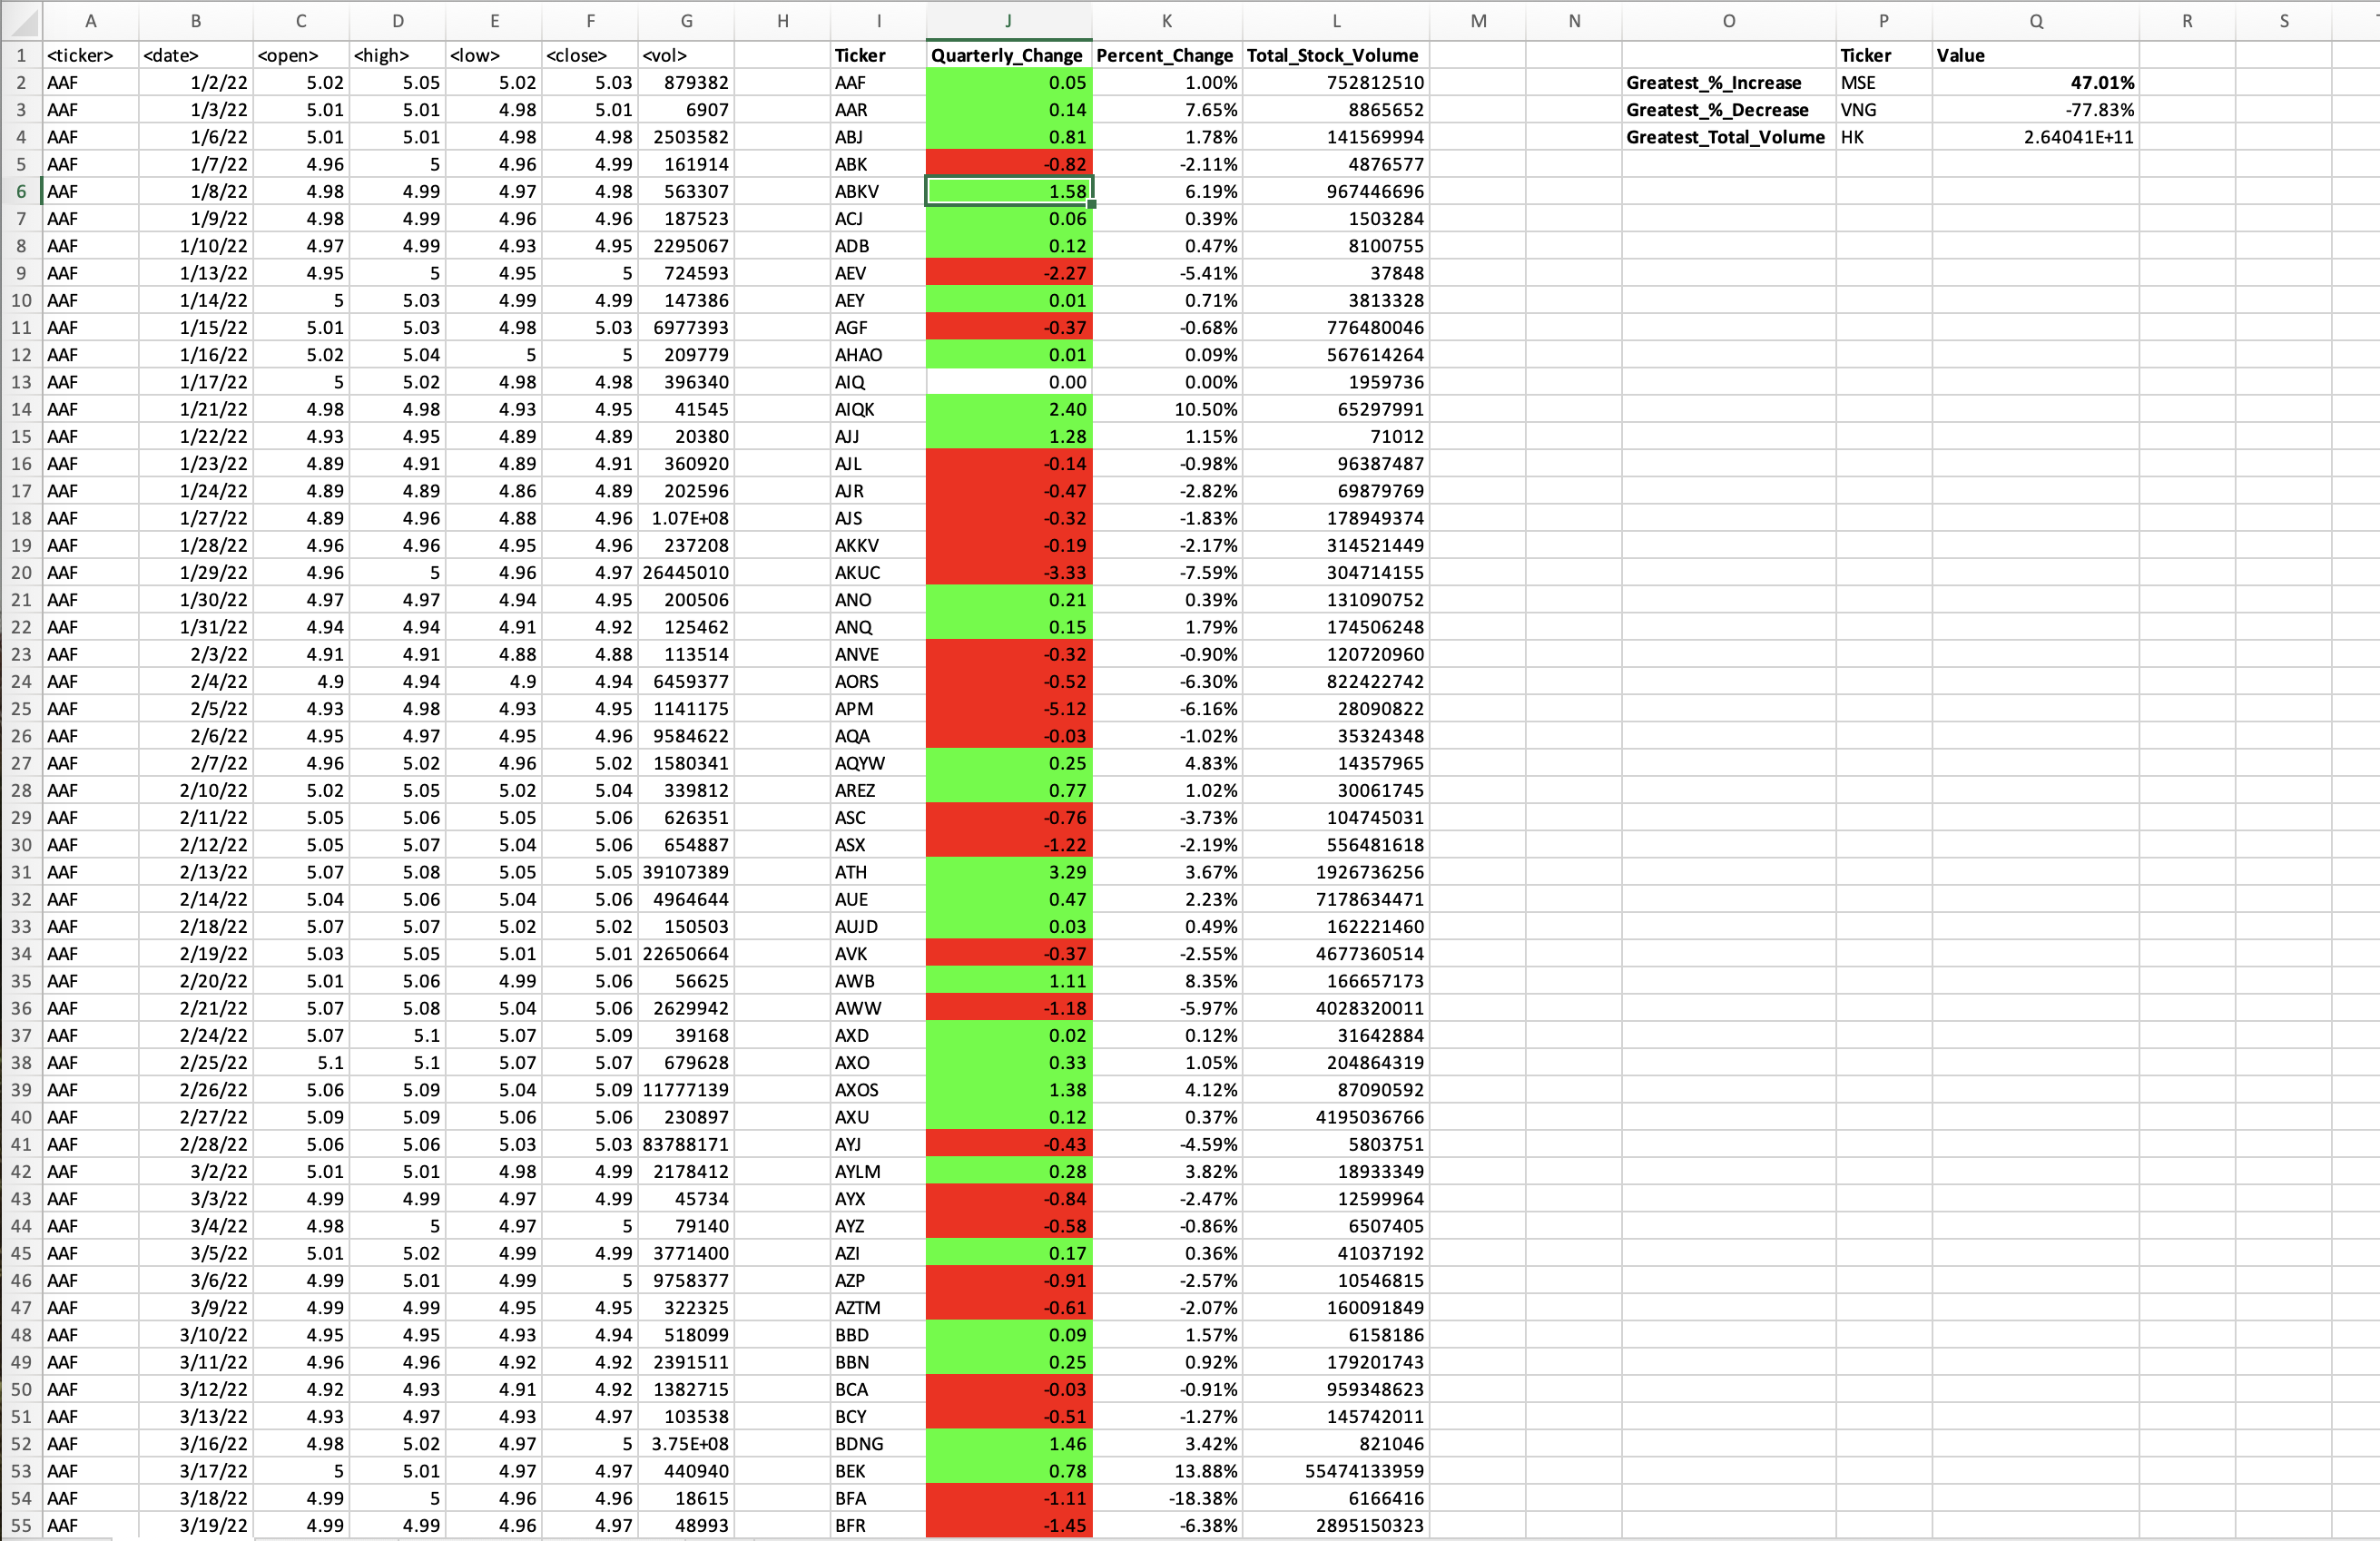 A B C D E F G H I J K L M N O P Q R S
1 <ticker> <date> <open> <high> <low> <close> <vol> Ticker Quarterly_Change Percent_Change Total_Stock_Volume Ticker Value
2 AAF 1/2/22 5.02 5.05 5.02 5.03 879382 AAF 0.05 1.00% 752812510 Greatest_%_Increase MSE 47.01%
3 AAF 1/3/22 5.01 5.01 4.98 5.01 6907 AAR 0.14 7.65% 8865652 Greatest_%_Decrease VNG -77.83%
4 AAF 1/6/22 5.01 5.01 4.98 4.98 2503582 ABJ 0.81 1.78% 141569994 Greatest_Total_Volume HK 2.64041E+11
5 AAF 1/7/22 4.96 5 4.96 4.99 161914 ABK -0.82 -2.11% 4876577
6 AAF 1/8/22 4.98 4.99 4.97 4.98 563307 ABKV 1.58 6.19% 967446696
7 AAF 1/9/22 4.98 4.99 4.96 4.96 187523 ACJ 0.06 0.39% 1503284
8 AAF 1/10/22 4.97 4.99 4.93 4.95 2295067 ADB 0.12 0.47% 8100755
9 AAF 1/13/22 4.95 5 4.95 5 724593 AEV -2.27 -5.41% 37848
10 AAF 1/14/22 5 5.03 4.99 4.99 147386 AEY 0.01 0.71% 3813328
11 AAF 1/15/22 5.01 5.03 4.98 5.03 6977393 AGF -0.37 -0.68% 776480046
12 AAF 1/16/22 5.02 5.04 5 5 209779 AHAO 0.01 0.09% 567614264
13 AAF 1/17/22 5 5.02 4.98 4.98 396340 AIQ 0.00 0.00% 1959736
14 AAF 1/21/22 4.98 4.98 4.93 4.95 41545 AIQK 2.40 10.50% 65297991
15 AAF 1/22/22 4.93 4.95 4.89 4.89 20380 AJJ 1.28 1.15% 71012
16 AAF 1/23/22 4.89 4.91 4.89 4.91 360920 AJL -0.14 -0.98% 96387487
17 AAF 1/24/22 4.89 4.89 4.86 4.89 202596 AJR -0.47 -2.82% 69879769
18 AAF 1/27/22 4.89 4.96 4.88 4.96 1.07E+08 AJS -0.32 -1.83% 178949374
19 AAF 1/28/22 4.96 4.96 4.95 4.96 237208 AKKV -0.19 -2.17% 314521449
20 AAF 1/29/22 4.96 5 4.96 4.97 26445010 AKUC -3.33 -7.59% 304714155
21 AAF 1/30/22 4.97 4.97 4.94 4.95 200506 ANO 0.21 0.39% 131090752
22 AAF 1/31/22 4.94 4.94 4.91 4.92 125462 ANQ 0.15 1.79% 174506248
23 AAF 2/3/22 4.91 4.91 4.88 4.88 113514 ANVE -0.32 -0.90% 120720960
24 AAF 2/4/22 4.9 4.94 4.9 4.94 6459377 AORS -0.52 -6.30% 822422742
25 AAF 2/5/22 4.93 4.98 4.93 4.95 1141175 APM -5.12 -6.16% 28090822
26 AAF 2/6/22 4.95 4.97 4.95 4.96 9584622 AQA -0.03 -1.02% 35324348
27 AAF 2/7/22 4.96 5.02 4.96 5.02 1580341 AQYW 0.25 4.83% 14357965
28 AAF 2/10/22 5.02 5.05 5.02 5.04 339812 AREZ 0.77 1.02% 30061745
29 AAF 2/11/22 5.05 5.06 5.05 5.06 626351 ASC -0.76 -3.73% 104745031
30 AAF 2/12/22 5.05 5.07 5.04 5.06 654887 ASX -1.22 -2.19% 556481618
31 AAF 2/13/22 5.07 5.08 5.05 5.05 39107389 ATH 3.29 3.67% 1926736256
32 AAF 2/14/22 5.04 5.06 5.04 5.06 4964644 AUE 0.47 2.23% 7178634471
33 AAF 2/18/22 5.07 5.07 5.02 5.02 150503 AUJD 0.03 0.49% 162221460
34 AAF 2/19/22 5.03 5.05 5.01 5.01 22650664 AVK -0.37 -2.55% 4677360514
35 AAF 2/20/22 5.01 5.06 4.99 5.06 56625 AWB 1.11 8.35% 166657173
36 AAF 2/21/22 5.07 5.08 5.04 5.06 2629942 AWW -1.18 -5.97% 4028320011
37 AAF 2/24/22 5.07 5.1 5.07 5.09 39168 AXD 0.02 0.12% 31642884
38 AAF 2/25/22 5.1 5.1 5.07 5.07 679628 AXO 0.33 1.05% 204864319
39 AAF 2/26/22 5.06 5.09 5.04 5.09 11777139 AXOS 1.38 4.12% 87090592
40 AAF 2/27/22 5.09 5.09 5.06 5.06 230897 AXU 0.12 0.37% 4195036766
41 AAF 2/28/22 5.06 5.06 5.03 5.03 83788171 AYJ -0.43 -4.59% 5803751
42 AAF 3/2/22 5.01 5.01 4.98 4.99 2178412 AYLM 0.28 3.82% 18933349
43 AAF 3/3/22 4.99 4.99 4.97 4.99 45734 AYX -0.84 -2.47% 12599964
44 AAF 3/4/22 4.98 5 4.97 5 79140 AYZ -0.58 -0.86% 6507405
45 AAF 3/5/22 5.01 5.02 4.99 4.99 3771400 AZI 0.17 0.36% 41037192
46 AAF 3/6/22 4.99 5.01 4.99 5 9758377 AZP -0.91 -2.57% 10546815
47 AAF 3/9/22 4.99 4.99 4.95 4.95 322325 AZTM -0.61 -2.07% 160091849
48 AAF 3/10/22 4.95 4.95 4.93 4.94 518099 BBD 0.09 1.57% 6158186
49 AAF 3/11/22 4.96 4.96 4.92 4.92 2391511 BBN 0.25 0.92% 179201743
50 AAF 3/12/22 4.92 4.93 4.91 4.92 1382715 BCA -0.03 -0.91% 959348623
51 AAF 3/13/22 4.93 4.97 4.93 4.97 103538 BCY -0.51 -1.27% 145742011
52 AAF 3/16/22 4.98 5.02 4.97 5 3.75E+08 BDNG 1.46 3.42% 821046
53 AAF 3/17/22 5 5.01 4.97 4.97 440940 BEK 0.78 13.88% 55474133959
54 AAF 3/18/22 4.99 5 4.96 4.96 18615 BFA -1.11 -18.38% 6166416
55 AAF 3/19/22 4.99 4.99 4.96 4.97 48993 BFR -1.45 -6.38% 2895150323